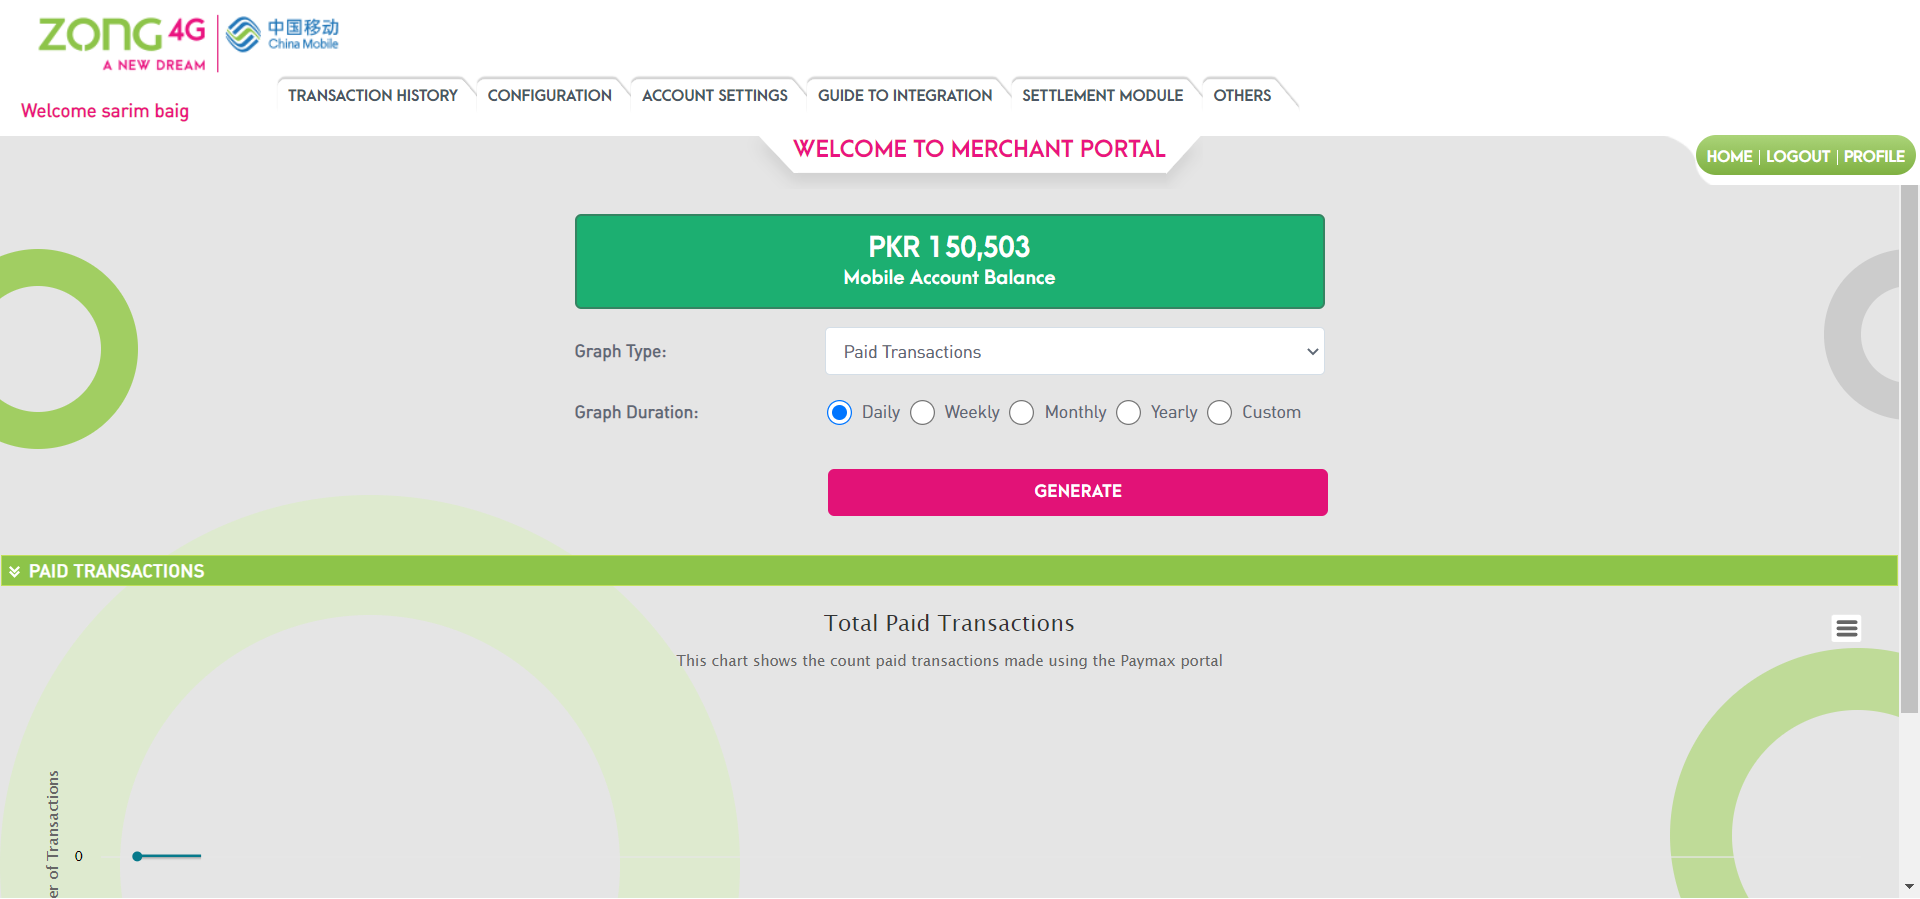 ZONG 4G
A NEW DREAM
中国移动
China Mobile
Welcome sarim baig
TRANSACTION HISTORY
CONFIGURATION
ACCOUNT SETTINGS
GUIDE TO INTEGRATION
SETTLEMENT MODULE
OTHERS
WELCOME TO MERCHANT PORTAL
HOME | LOGOUT | PROFILE
PKR 150,503
Mobile Account Balance
Graph Type:
Paid Transactions
Graph Duration:
Daily Weekly Monthly Yearly Custom
GENERATE
PAID TRANSACTIONS
Total Paid Transactions
This chart shows the count paid transactions made using the Paymax portal
er of Transactions
0